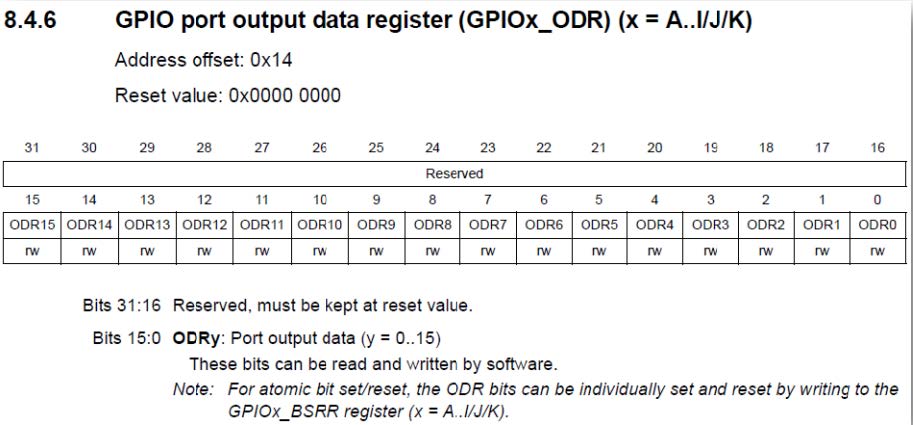 8.4.6 GPIO port output data register (GPIOx_ODR) (x = A..I/J/K)
Address offset: 0x14
Reset value: 0x0000 0000
31 30 29 28 27 26 25 24 23 22 21 20 19 18 17 16
Reserved
15 14 13 12 11 10 9 8 7 6 5 4 3 2 1 0
ODR15 ODR14 ODR13 ODR12 ODR11 ODR10 ODR9 ODR8 ODR7 ODR6 ODR5 ODR4 ODR3 ODR2 ODR1 ODR0
rw rw rw rw rw rw rw rw rw rw rw rw rw rw rw rw
Bits 31:16 Reserved, must be kept at reset value.
Bits 15:0 ODRy: Port output data (y = 0..15)
These bits can be read and written by software.
Note: For atomic bit set/reset, the ODR bits can be individually set and reset by writing to the
GPIOx_BSRR register (x = A..I/J/K).